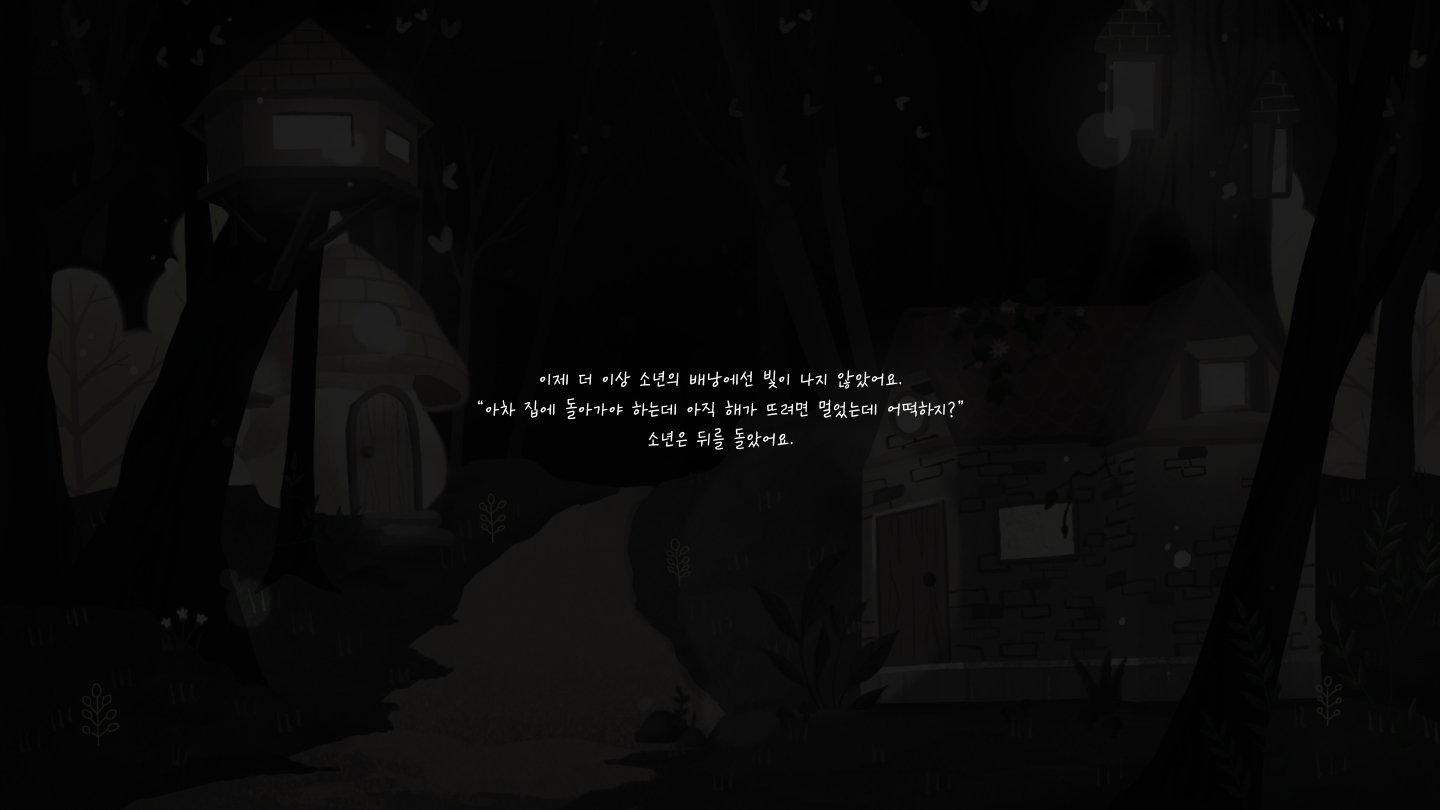 이제 더 이상 소년의 배낭에선 빛이 나지 않았어요.
“아차 집에 돌아가야 하는데 아직 해가 뜨려면 멀었는데 어떡하지?”
소년은 뒤를 돌았어요.